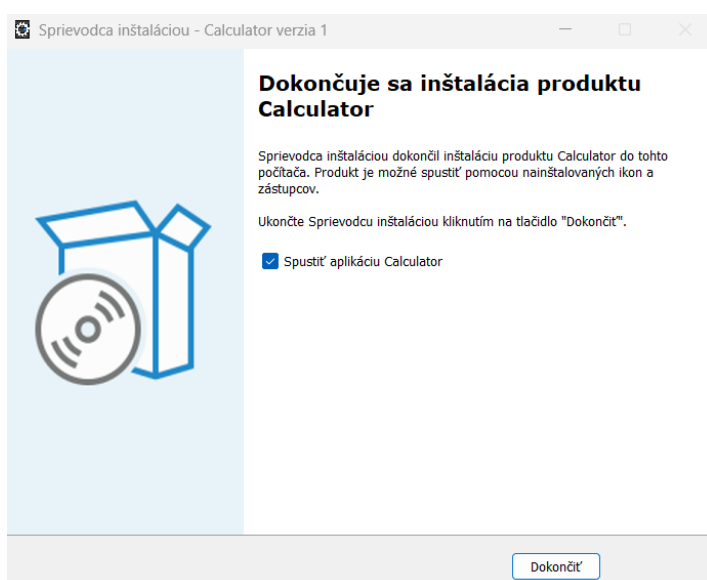 Sprievodca inštaláciou - Calculator verzia 1
Dokončuje sa inštalácia produktu
Calculator
Sprievodca inštaláciou dokončil inštaláciu produktu Calculator do tohto
počítača. Produkt je možné spustiť pomocou nainštalovaných ikon a
zástupcov.
Ukončte Sprievodcu inštaláciou kliknutím na tlačidlo "Dokončiť".
Spustiť aplikáciu Calculator
Dokončiť